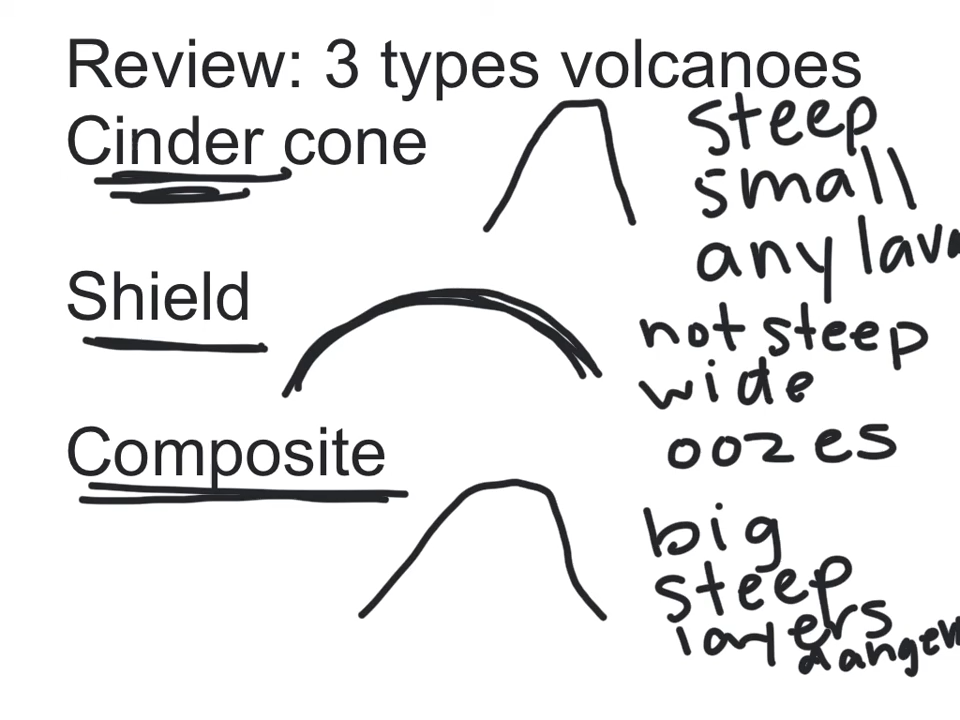 Review: 3 types volcanoes
Cinder cone
steep
small
any lava
Shield
not steep
wide
oozes
Composite
big
steep
layers